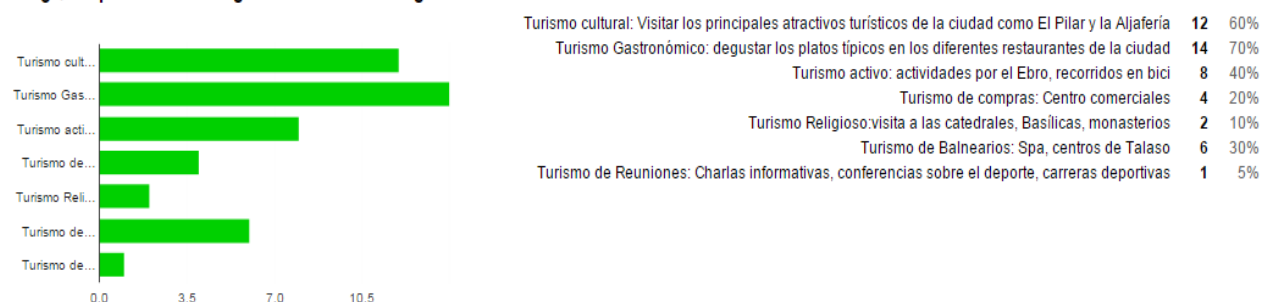 Turismo cult...
Turismo Gas...
Turismo acti...
Turismo de...
Turismo Reli...
Turismo de...
Turismo de...
0.0 3.5 7.0 10.5
Turismo cultural: Visitar los principales atractivos turísticos de la ciudad como El Pilar y la Aljafería 12 60%
Turismo Gastronómico: degustar los platos típicos en los diferentes restaurantes de la ciudad 14 70%
Turismo activo: actividades por el Ebro, recorridos en bici 8 40%
Turismo de compras: Centro comerciales 4 20%
Turismo Religioso:visita a las catedrales, Basílicas, monasterios 2 10%
Turismo de Balnearios: Spa, centros de Talaso 6 30%
Turismo de Reuniones: Charlas informativas, conferencias sobre el deporte, carreras deportivas 1 5%